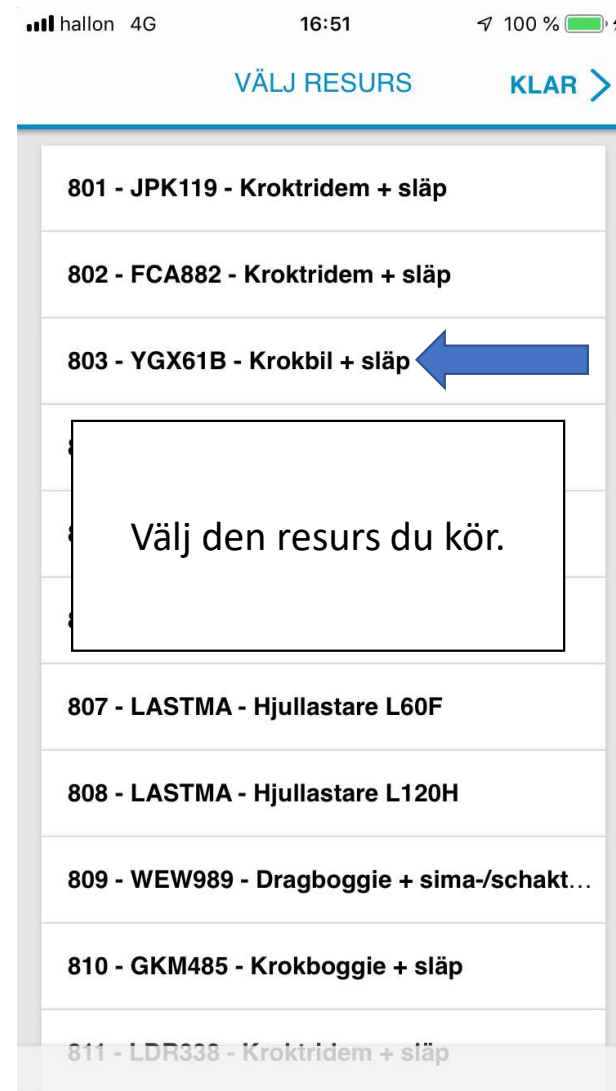 hallon 4G 16:51 100 %
VÄLJ RESURS KLAR
801 - JPK119 - Kroktridem + släp
802 - FCA882 - Kroktridem + släp
803 - YGX61B - Krokbil + släp
Välj den resurs du kör.
807 - LASTMA - Hjullastare L60F
808 - LASTMA - Hjullastare L120H
809 - WEW989 - Dragboggie + sima-/schakt...
810 - GKM485 - Krokboggie + släp
811 - LDR338 - Kroktridem + släp